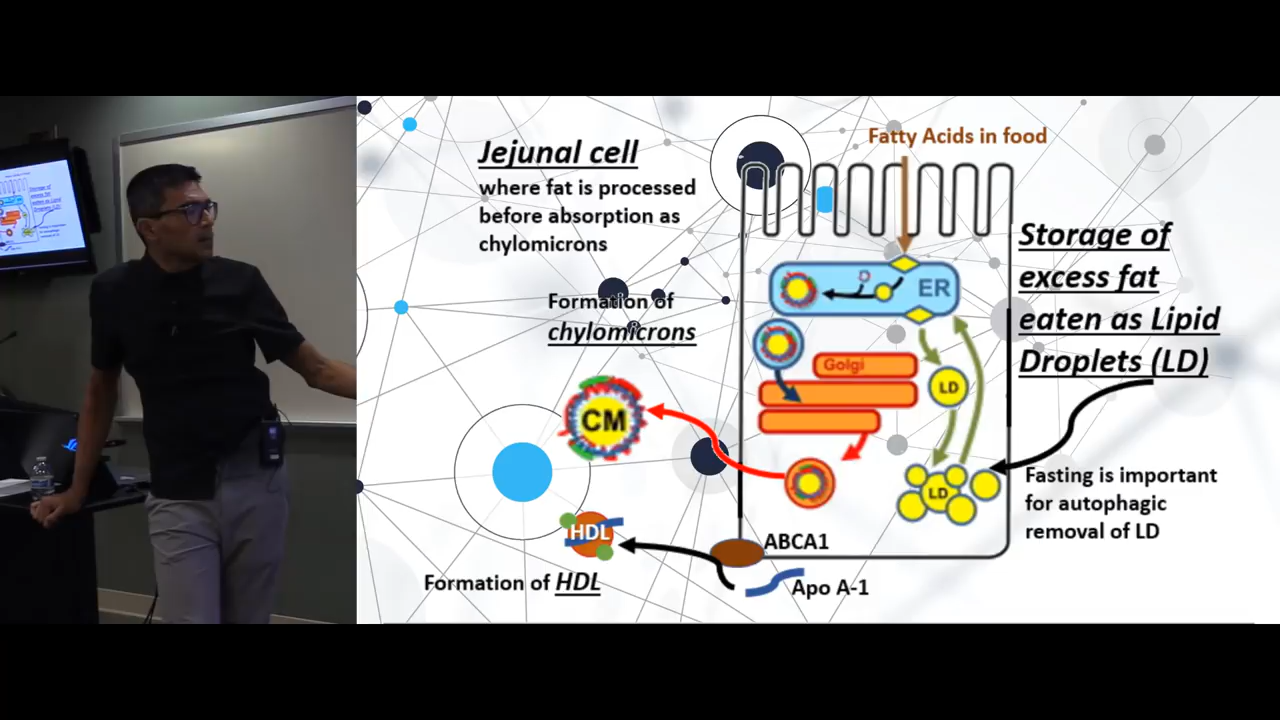 Jejunal cell
where fat is processed
before absorption as
chylomicrons
Formation of
chylomicrons
CM
HDL
Formation of HDL
Fatty Acids in food
ER
Golgi
LD
LD
ABCA1
Apo A-1
Storage of
excess fat
eaten as Lipid
Droplets (LD)
Fasting is important
for autophagic
removal of LD